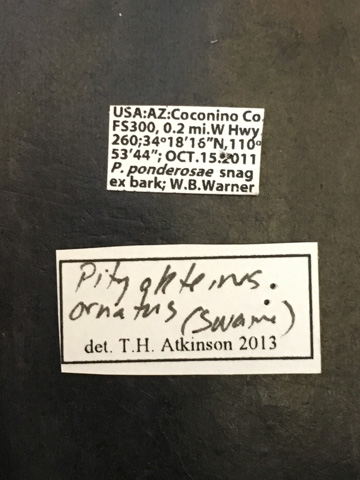 USA:AZ:Coconino Co.
FS300, 0.2 mi.W Hwy
260;34°18'16"N,110°
53'44"; OCT.15.2011
P. ponderosae snag
ex bark; W.B.Warner
Pityokteines.
ornatus (Swaine)
det. T.H. Atkinson 2013